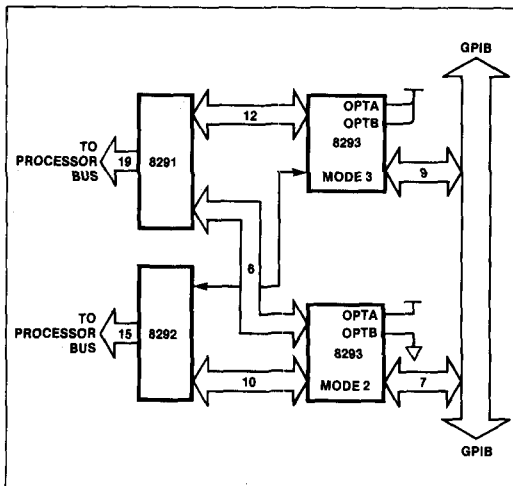 GPIB
12
OPTA
OPTB
8293
MODE 3
TO
PROCESSOR
BUS
19
8291
9
6
TO
PROCESSOR
BUS
15
8292
OPTA
OPTB
8293
MODE 2
10
7
GPIB